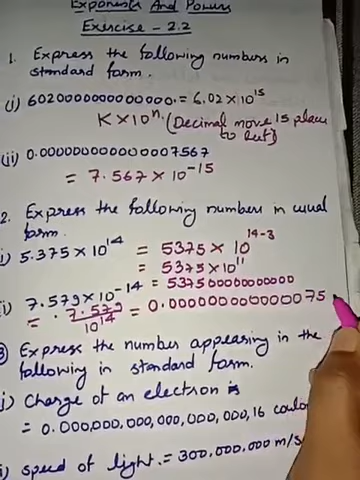 Exponents And Powers
Exercise - 2.2
1. Express the following numbers in
standard form.
(i) 6020000000000000. = 6.02 × 10^15
K × 10^n. (Decimal move 15 place
to left)
(ii) 0.000000000000007567
= 7.567 × 10^-15
2. Express the following numbers in usual
form.
i) 5.375 × 10^14 = 5375 × 10^14-3
= 5375 × 10^11
= 537500000000000
i) 7.579 × 10^-14
= 7.579/10^14 = 0.000000000000075
3 Express the number appearing in the
following in standard form.
i) Charge of an electron is
= 0.000,000,000,000,000,000,16 coulo
i) speed of light. = 300,000,000 m/s